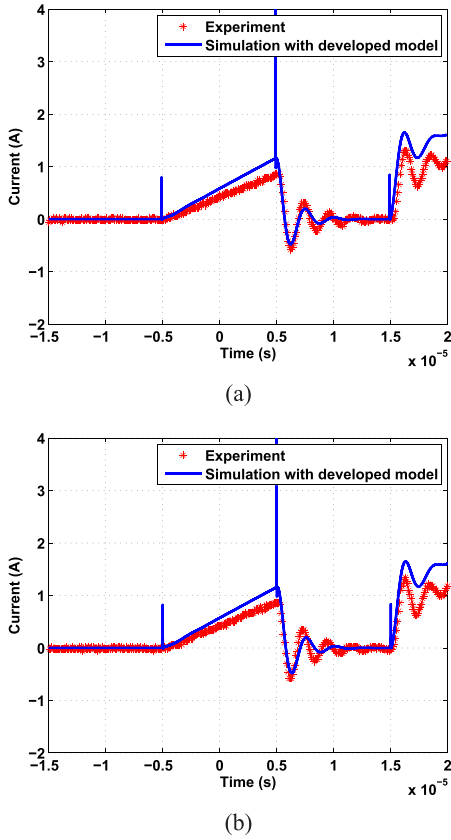 4
Experiment
Simulation with developed model
3
2
Current (A)
1
0
−1
−2
−1.5 −1 −0.5 0 0.5 1 1.5 2
Time (s)
x 10⁻⁵
(a)
4
Experiment
Simulation with developed model
3
2
Current (A)
1
0
−1
−2
−1.5 −1 −0.5 0 0.5 1 1.5 2
Time (s)
x 10⁻⁵
(b)